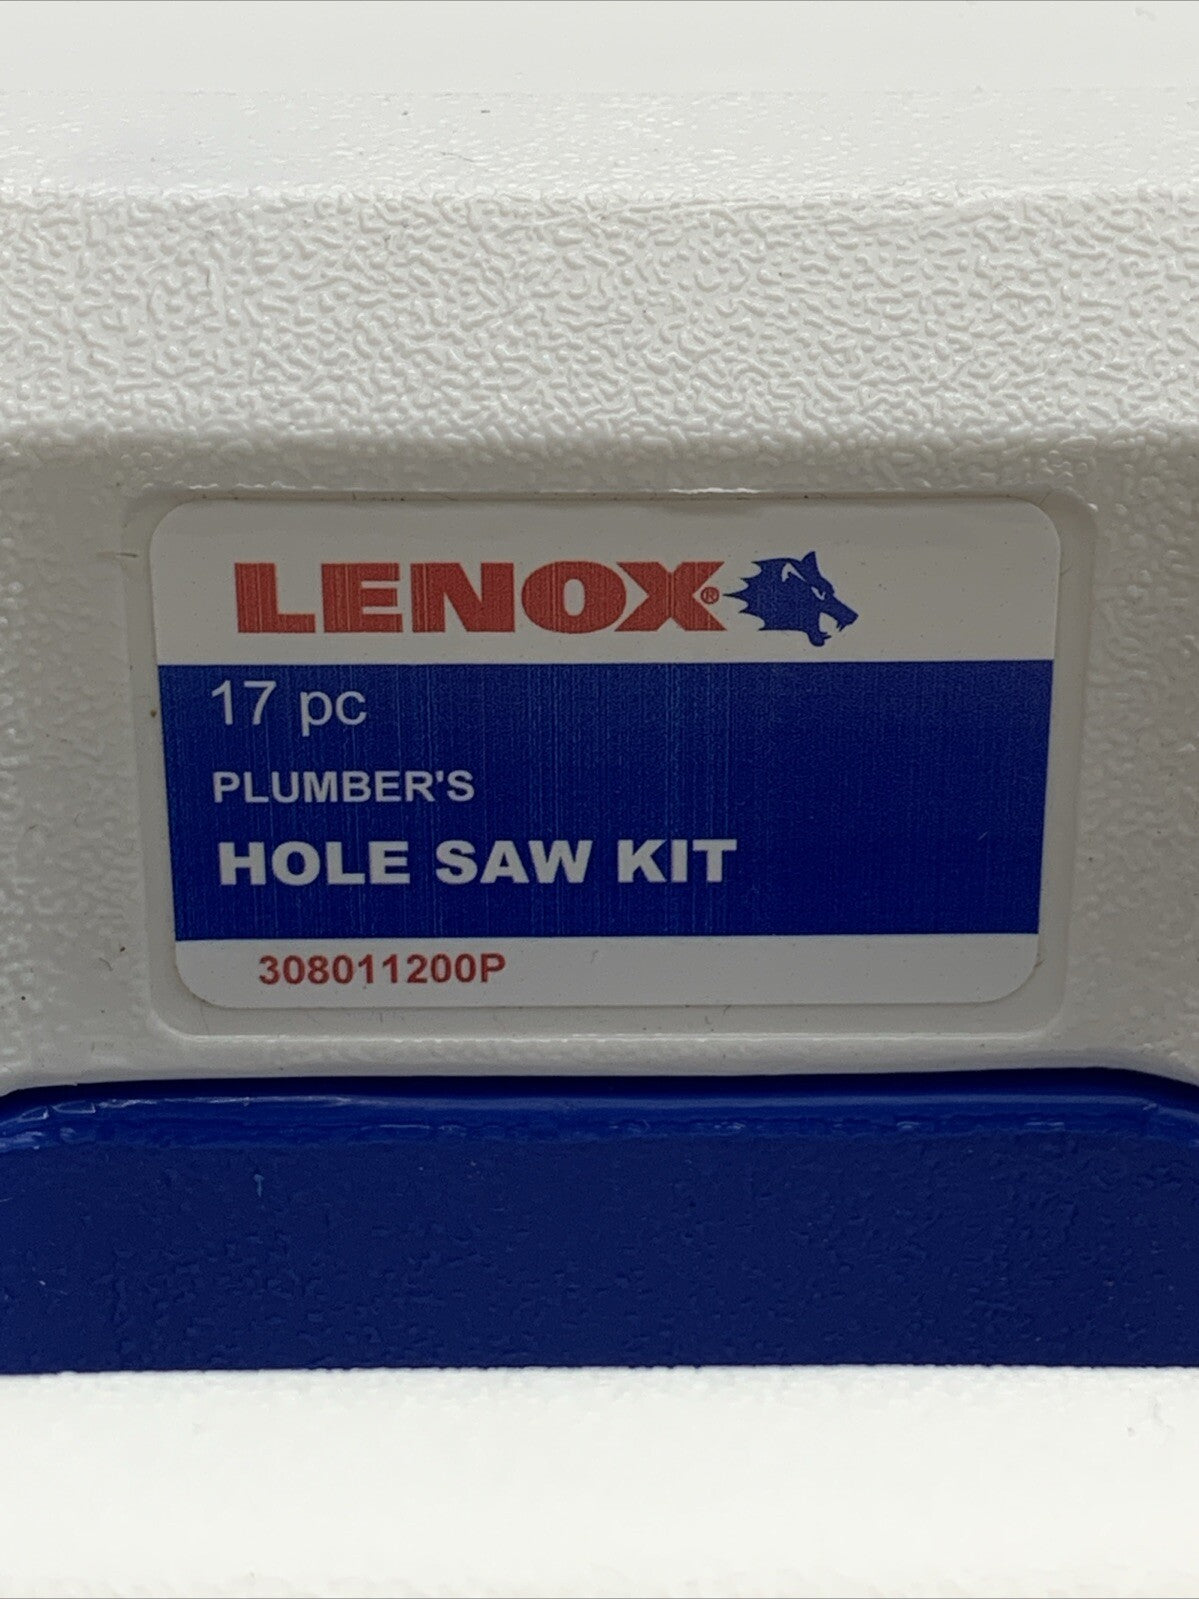 LENOX®
17 pc
PLUMBER'S
HOLE SAW KIT
308011200P